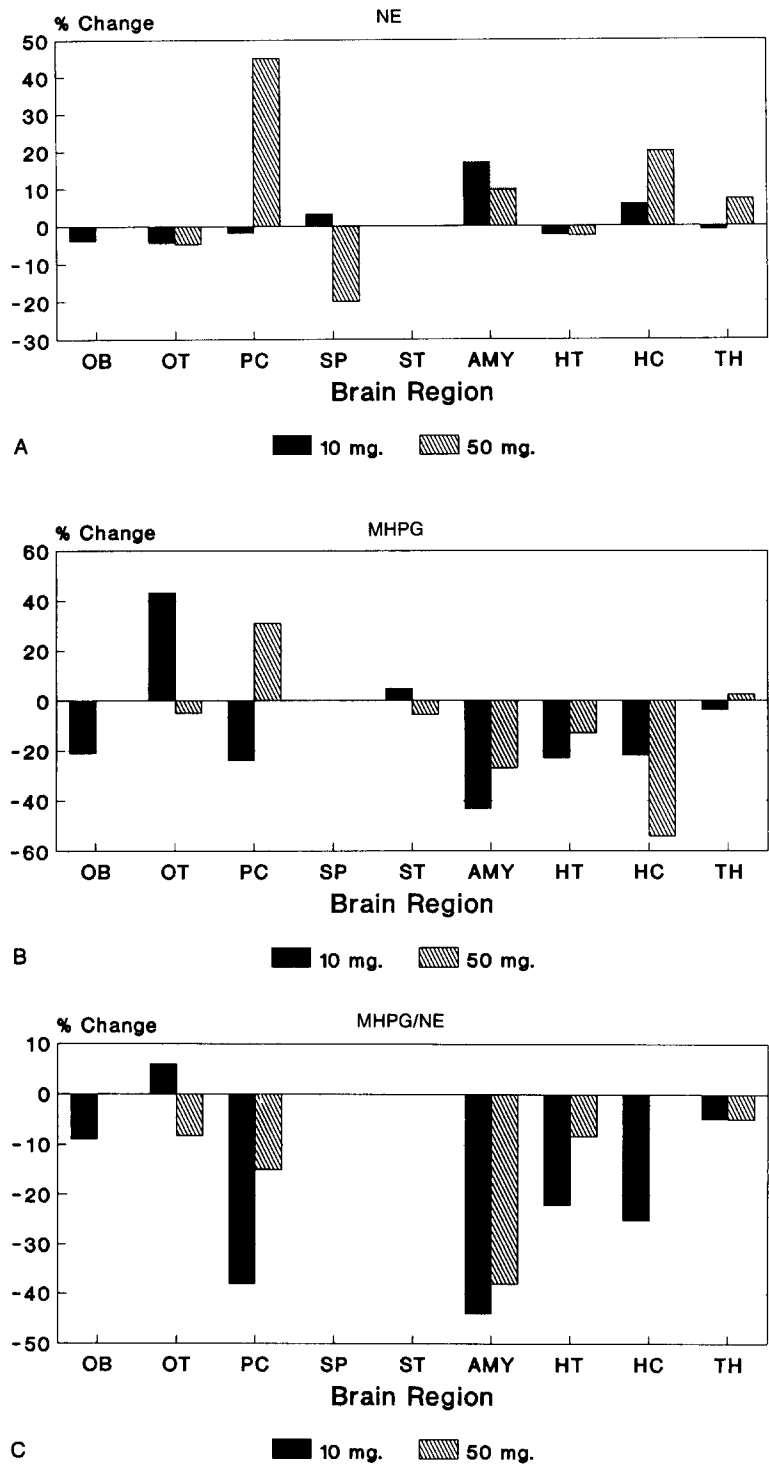 % Change NE
50
40
30
20
10
0
-10
-20
-30
OB OT PC SP ST AMY HT HC TH
Brain Region
A 10 mg. 50 mg.
% Change MHPG
60
40
20
0
-20
-40
-60
OB OT PC SP ST AMY HT HC TH
Brain Region
B 10 mg. 50 mg.
% Change MHPG/NE
10
0
-10
-20
-30
-40
-50
OB OT PC SP ST AMY HT HC TH
Brain Region
C 10 mg. 50 mg.